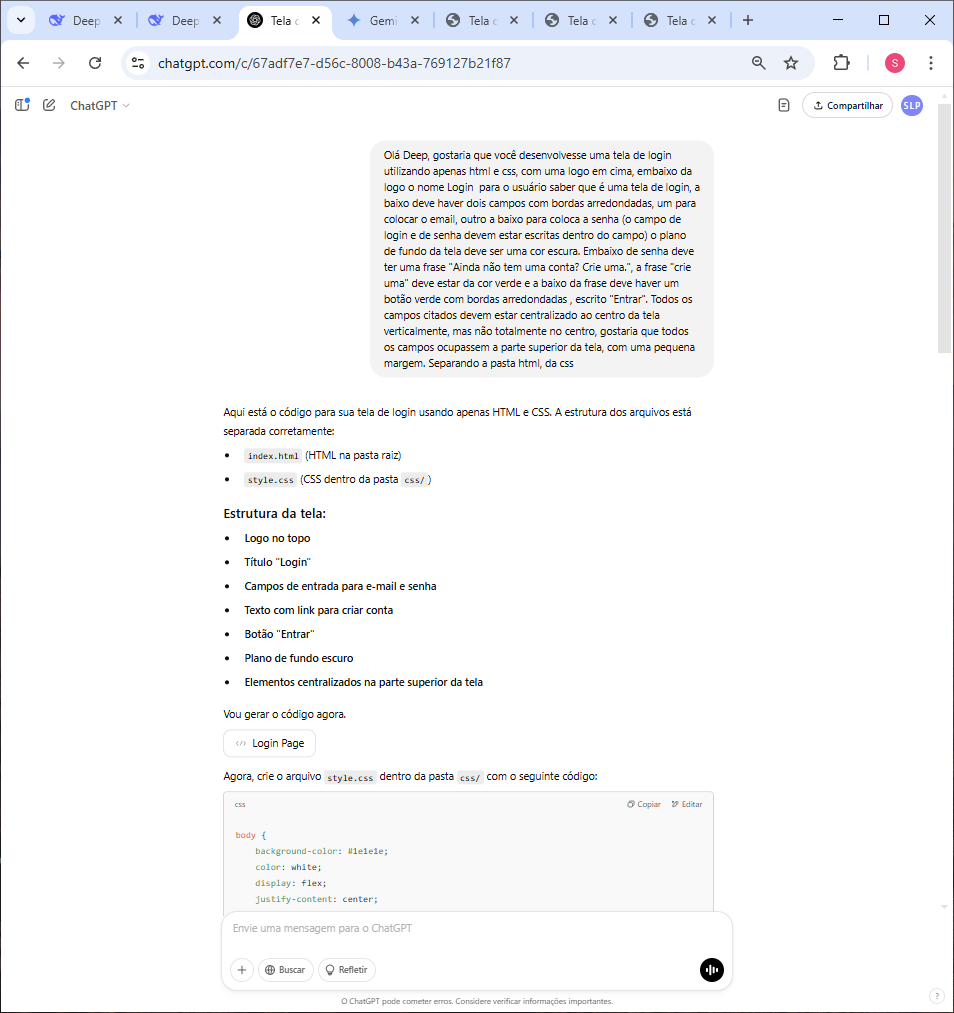 Deep
Deep
Tela c
Gemi
Tela c
Tela c
Tela c
chatgpt.com/c/67adf7e7-d56c-8008-b43a-769127b21f87
S
ChatGPT
Compartilhar
SLP
Olá Deep, gostaria que você desenvolvesse uma tela de login
utilizando apenas html e css, com uma logo em cima, embaixo da
logo o nome Login  para o usuário saber que é uma tela de login, a
baixo deve haver dois campos com bordas arredondadas, um para
colocar o email, outro a baixo para coloca a senha (o campo de
login e de senha devem estar escritas dentro do campo) o plano
de fundo da tela deve ser uma cor escura. Embaixo de senha deve
ter uma frase "Ainda não tem uma conta? Crie uma.", a frase "crie
uma" deve estar da cor verde e a baixo da frase deve haver um
botão verde com bordas arredondadas , escrito "Entrar". Todos os
campos citados devem estar centralizado ao centro da tela
verticalmente, mas não totalmente no centro, gostaria que todos
os campos ocupassem a parte superior da tela, com uma pequena
margem. Separando a pasta html, da css
Aqui está o código para sua tela de login usando apenas HTML e CSS. A estrutura dos arquivos está
separada corretamente:
• index.html (HTML na pasta raiz)
• style.css (CSS dentro da pasta css/ )
Estrutura da tela:
• Logo no topo
• Título "Login"
• Campos de entrada para e-mail e senha
• Texto com link para criar conta
• Botão "Entrar"
• Plano de fundo escuro
• Elementos centralizados na parte superior da tela
Vou gerar o código agora.
Login Page
Agora, crie o arquivo style.css dentro da pasta css/ com o seguinte código:
css Copiar Editar
body {
background-color: #1e1e1e;
color: white;
display: flex;
justify-content: center;
Envie uma mensagem para o ChatGPT
Buscar
Refletir
O ChatGPT pode cometer erros. Considere verificar informações importantes.
?